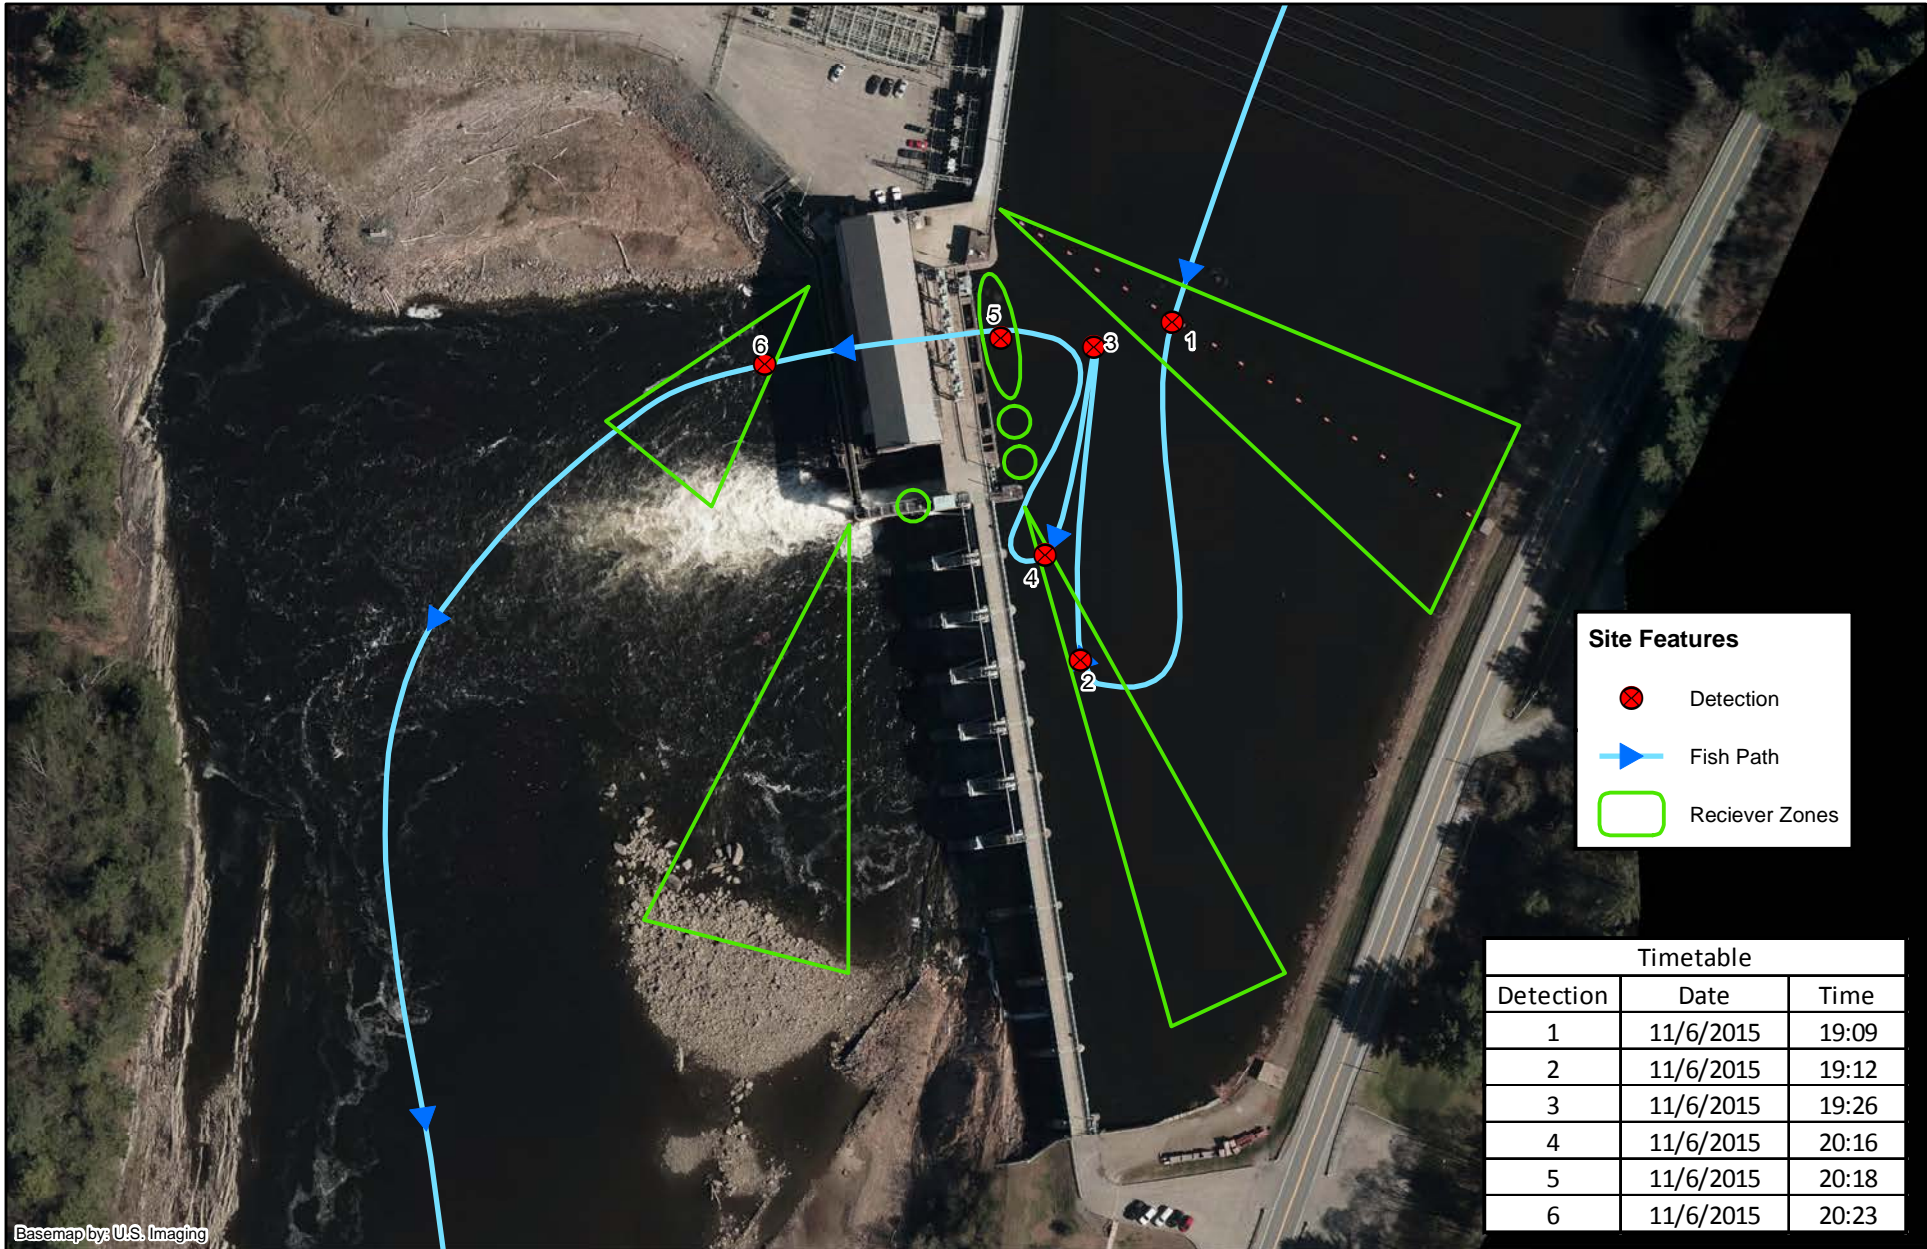 5
3
1
6
4
2
Site Features
Detection
Fish Path
Reciever Zones
Timetable
Detection Date Time
1 11/6/2015 19:09
2 11/6/2015 19:12
3 11/6/2015 19:26
4 11/6/2015 20:16
5 11/6/2015 20:18
6 11/6/2015 20:23
Basemap by: U.S. Imaging